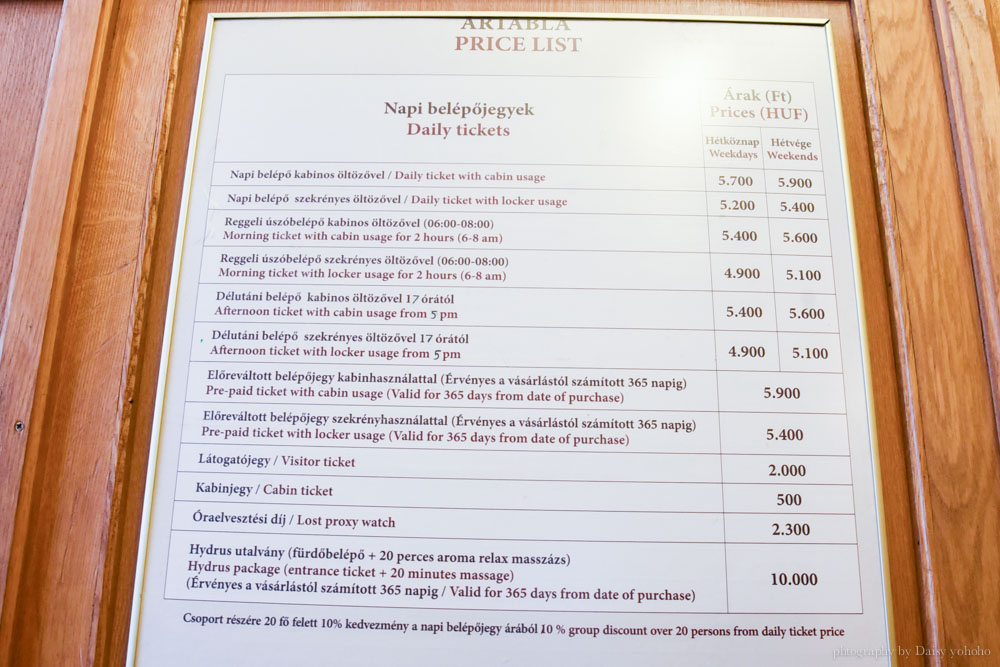 ÁRTÁBLA
PRICE LIST
Napi belépőjegyek
Daily tickets
Árak (Ft)
Prices (HUF)
Hétköznap
Weekdays
Hétvége
Weekends
Napi belépő kabinos öltözővel / Daily ticket with cabin usage 5.700 5.900
Napi belépő szekrényes öltözővel / Daily ticket with locker usage 5.200 5.400
Reggeli úszóbelépő kabinos öltözővel (06:00-08:00)
Morning ticket with cabin usage for 2 hours (6-8 am) 5.400 5.600
Reggeli úszóbelépő szekrényes öltözővel (06:00-08:00)
Morning ticket with locker usage for 2 hours (6-8 am) 4.900 5.100
Délutáni belépő kabinos öltözővel 17 órától
Afternoon ticket with cabin usage from 5 pm 5.400 5.600
Délutáni belépő szekrényes öltözővel 17 órától
Afternoon ticket with locker usage from 5 pm 4.900 5.100
Előreváltott belépőjegy kabinhasználattal (Érvényes a vásárlástól számított 365 napig)
Pre-paid ticket with cabin usage (Valid for 365 days from date of purchase) 5.900
Előreváltott belépőjegy szekrényhasználattal (Érvényes a vásárlástól számított 365 napig)
Pre-paid ticket with locker usage (Valid for 365 days from date of purchase) 5.400
Látogatójegy / Visitor ticket 2.000
Kabinjegy / Cabin ticket 500
Óraelvesztési díj / Lost proxy watch 2.300
Hydrus utalvány (fürdőbelépő + 20 perces aroma relax masszázs)
Hydrus package (entrance ticket + 20 minutes massage) 10.000
(Érvényes a vásárlástól számított 365 napig / Valid for 365 days from date of purchase)
Csoport részére 20 fő felett 10% kedvezmény a napi belépőjegy árából 10 % group discount over 20 persons from daily ticket price
phtography by Daisy yohoho